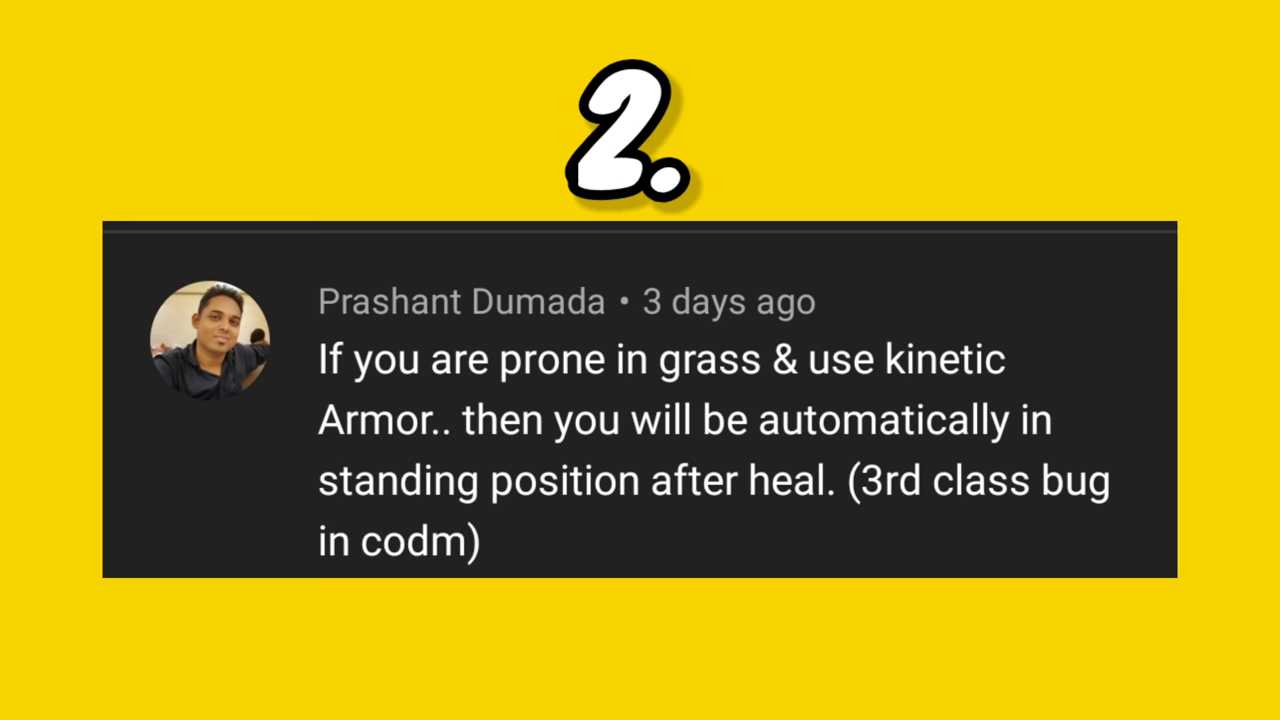 2.
Prashant Dumada • 3 days ago
If you are prone in grass & use kinetic
Armor.. then you will be automatically in
standing position after heal. (3rd class bug
in codm)